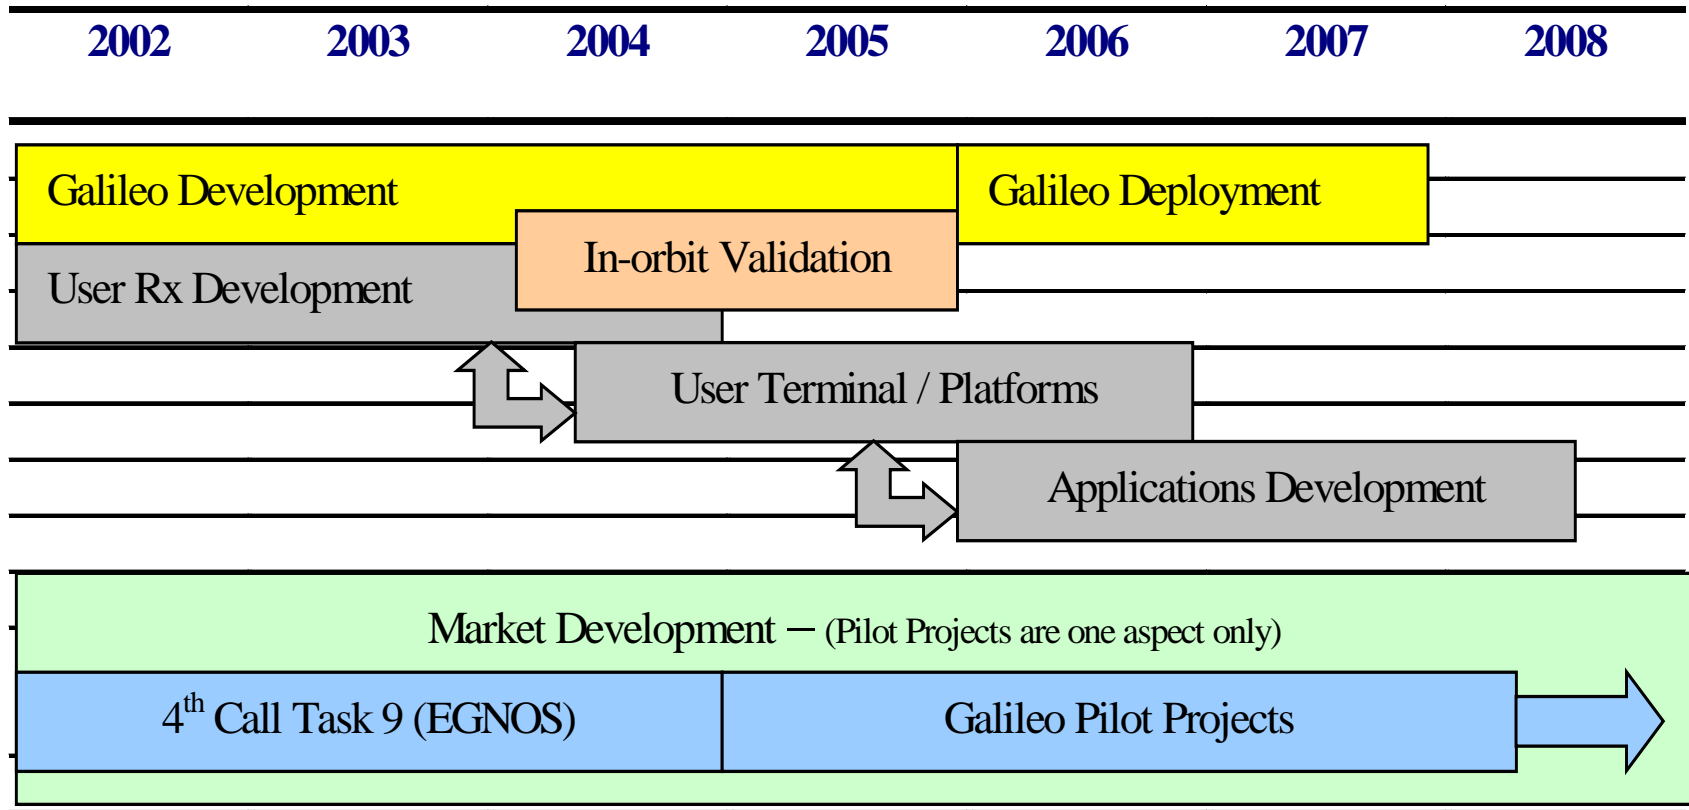 2002 2003 2004 2005 2006 2007 2008
Galileo Development
Galileo Deployment
In-orbit Validation
User Rx Development
User Terminal / Platforms
Applications Development
Market Development – (Pilot Projects are one aspect only)
4th Call Task 9 (EGNOS)
Galileo Pilot Projects